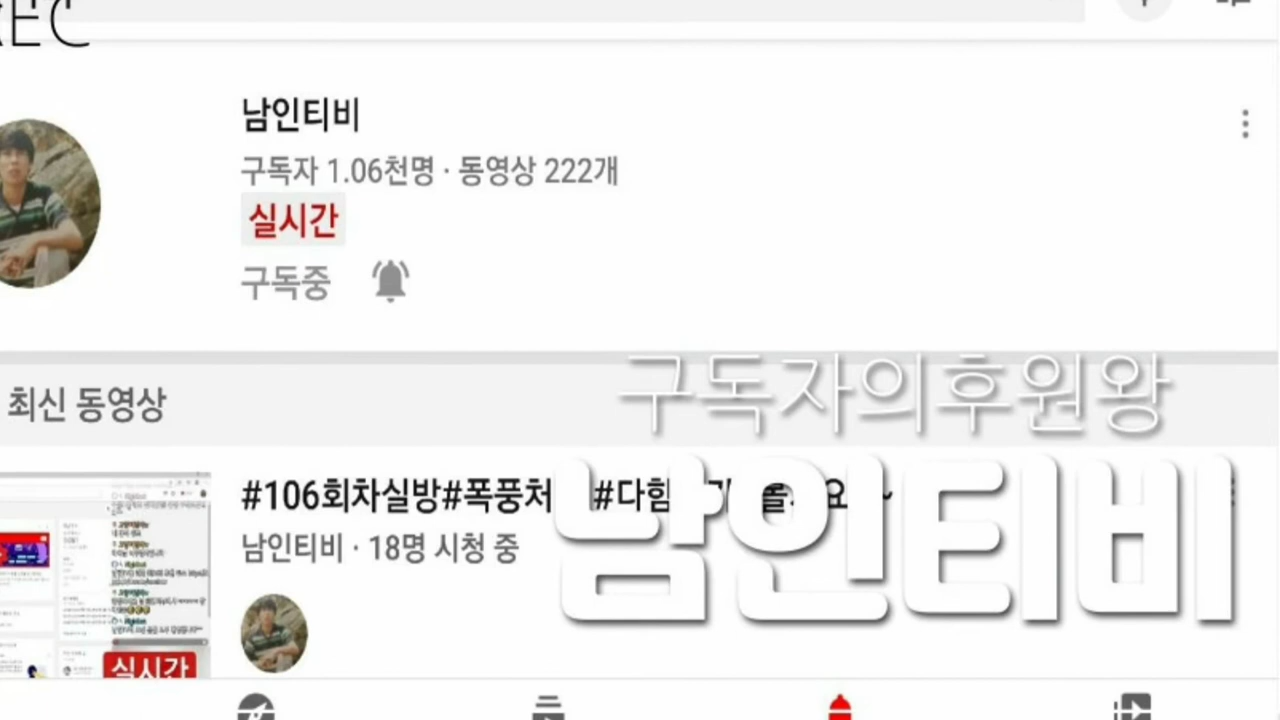 REC
남인티비
구독자 1.06천명 · 동영상 222개
실시간
구독중
구독자의후원왕
최신 동영상
남인티비
#106회차실방#폭풍처 #다함
남인티비 · 18명 시청 중
실시간